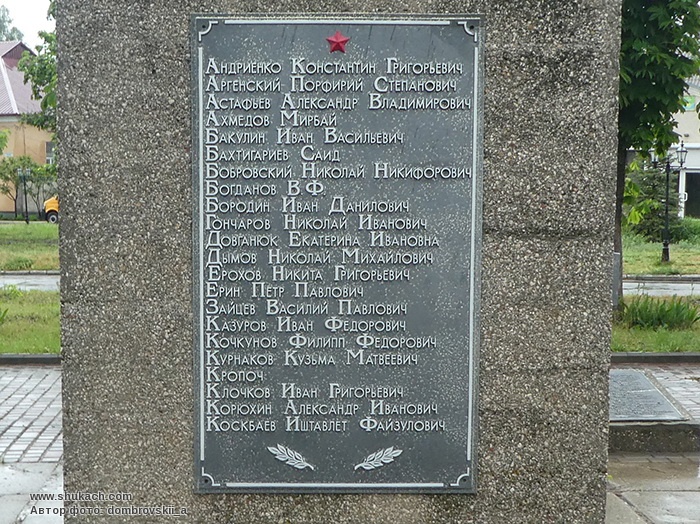 Андриенко Константин Григорьевич
Аргенский Порфирий Степанович
Астафьев Александр Владимирович
Ахмедов Мирбай
Бакулин Иван Васильевич
Бахтигариев Саид
Бобровский Николай Никифорович
Богданов В.Ф.
Бородин Иван Данилович
Гончаров Николай Иванович
Довганюк Екатерина Ивановна
Дымов Николай Михайлович
Ерохов Никита Григорьевич
Ерин Пётр Павлович
Зайцев Василий Павлович
Казуров Иван Федорович
Кочкунов Филипп Федорович
Курнаков Кузьма Матвеевич
Кропоч
Клочков Иван Григорьевич
Корюхин Александр Иванович
Коскбаев Иштавлет Файзулович
www.shukach.com
Автор фото: dombrovskii_a